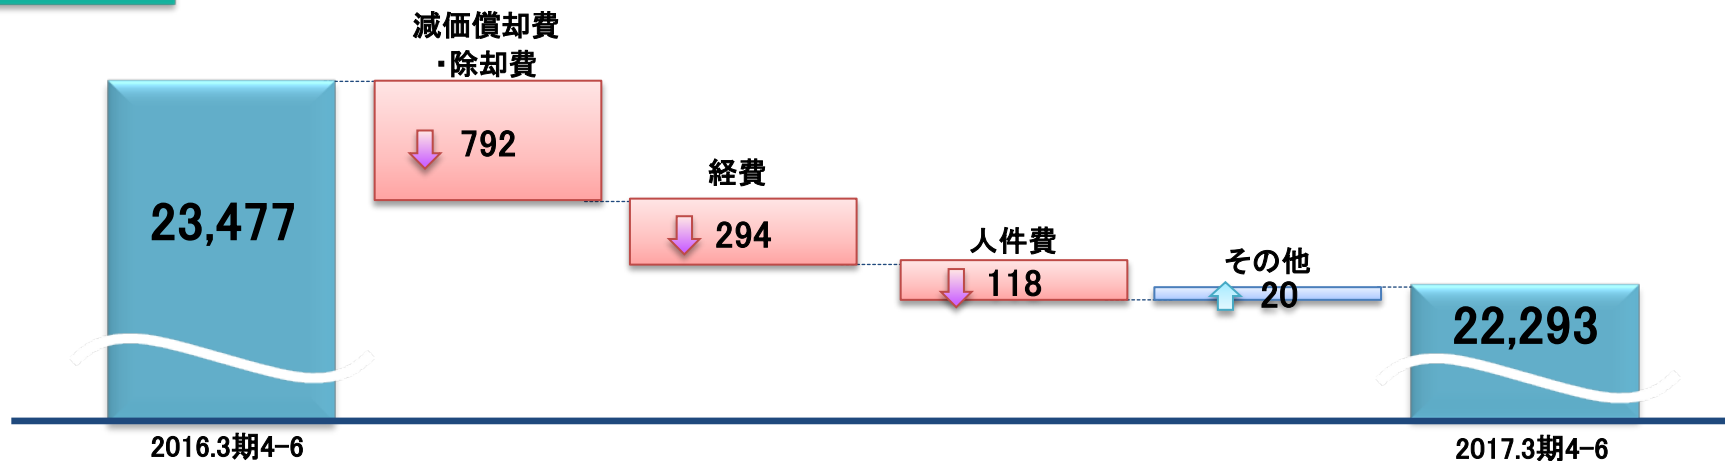 減価償却費
・除却費
792
23,477
経費
294
人件費
118
その他
20
22,293
2016.3期4-6
2017.3期4-6